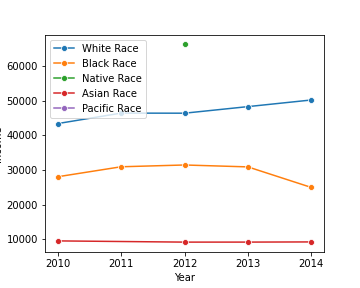 White Race
Black Race
Native Race
Asian Race
Pacific Race
60000
50000
40000
30000
20000
10000
2010 2011 2012 2013 2014
Year